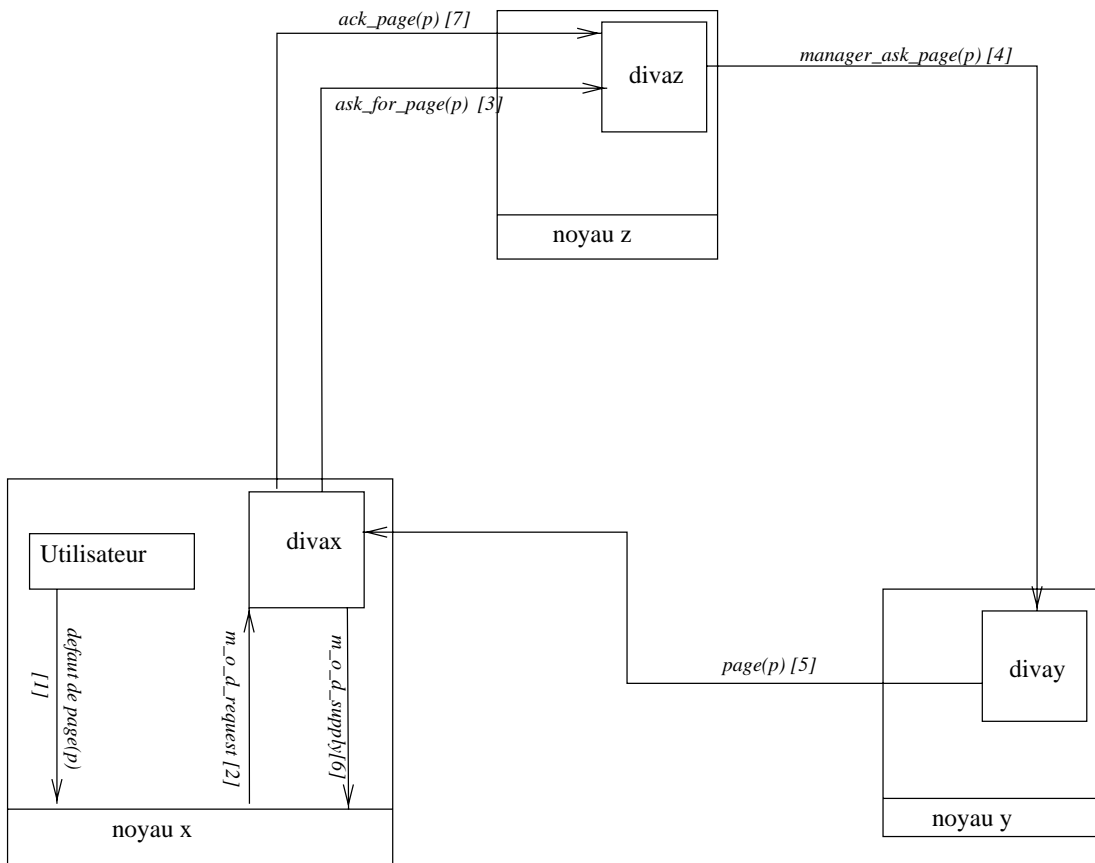 ack_page(p) [7]
divaz
manager_ask_page(p) [4]
ask_for_page(p) [3]
noyau z
Utilisateur
divax
defaut de page(p)
[1]
m_o_d_request [2]
m_o_d_supply[6]
page(p) [5]
divay
noyau x
noyau y